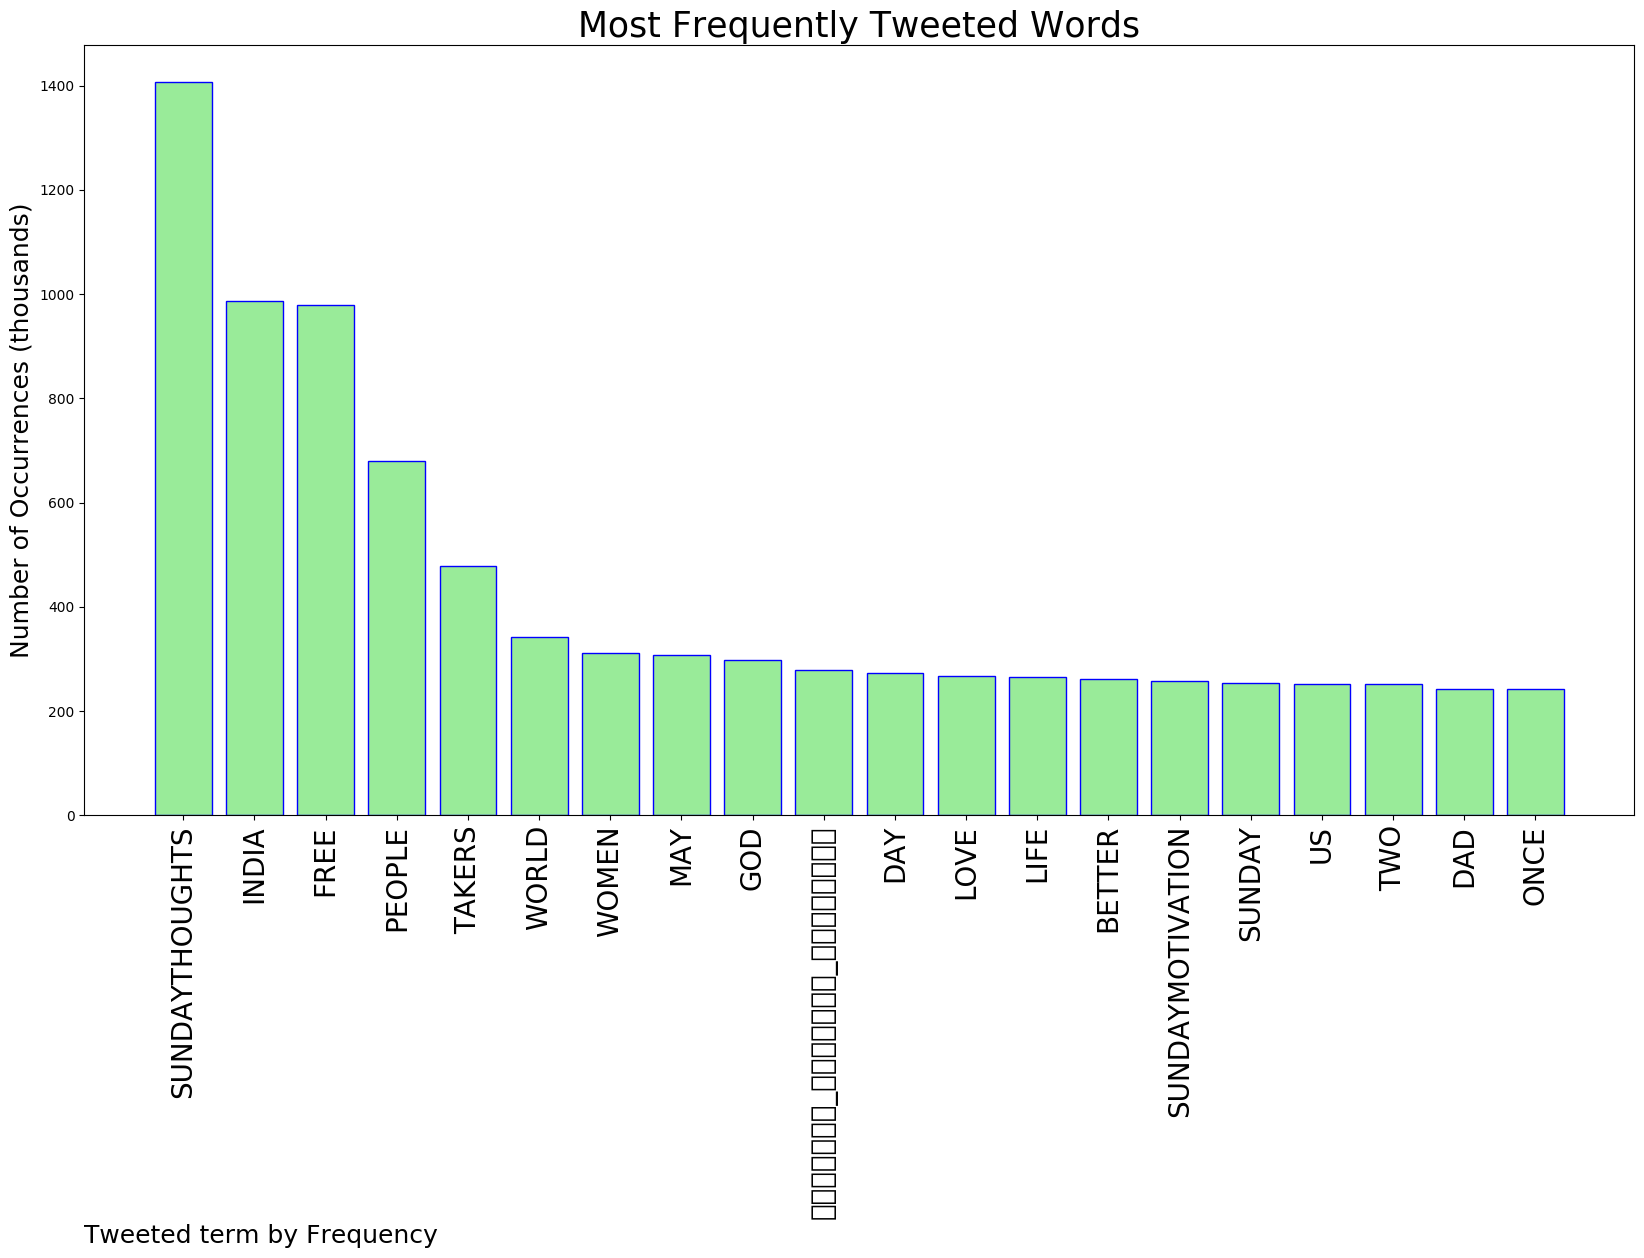 Most Frequently Tweeted Words
Number of Occurrences (thousands)
1400
1200
1000
800
600
400
200
0
SUNDAYTHOUGHTS
INDIA
FREE
PEOPLE
TAKERS
WORLD
WOMEN
MAY
GOD
DAY
LOVE
LIFE
BETTER
SUNDAYMOTIVATION
SUNDAY
US
TWO
DAD
ONCE
Tweeted term by Frequency